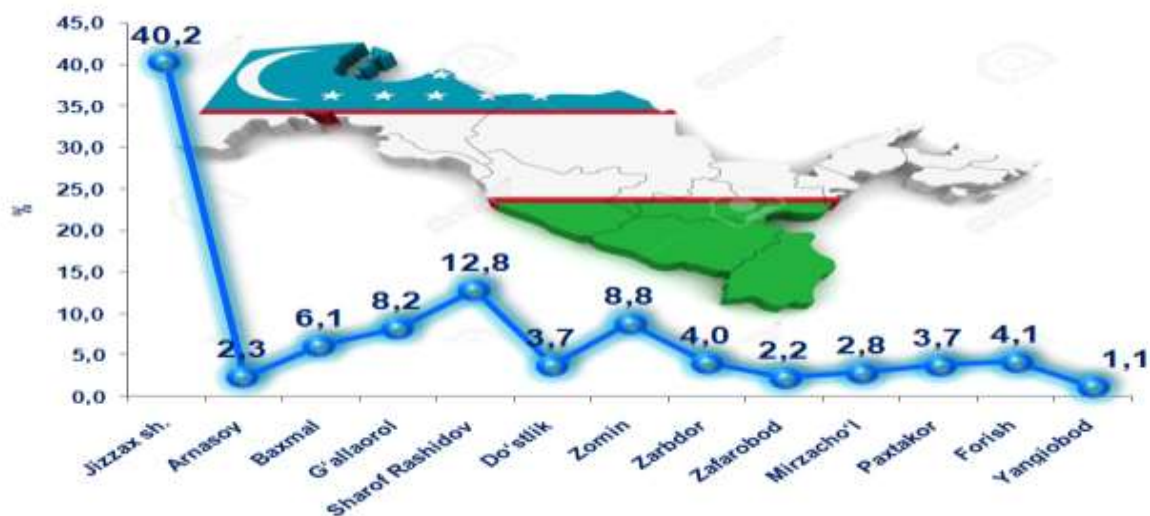 45,0
40,0
35,0
30,0
25,0
20,0
15,0
10,0
5,0
0,0
%
40,2
2,3
6,1
8,2
12,8
3,7
8,8
4,0
2,2
2,8
3,7
4,1
1,1
Jizzax sh.
Arnasoy
Baxmal
G'allaorol
Sharof Rashidov
Do'stlik
Zomin
Zarbdor
Zafarobod
Mirzacho'l
Paxtakor
Forish
Yangiobod